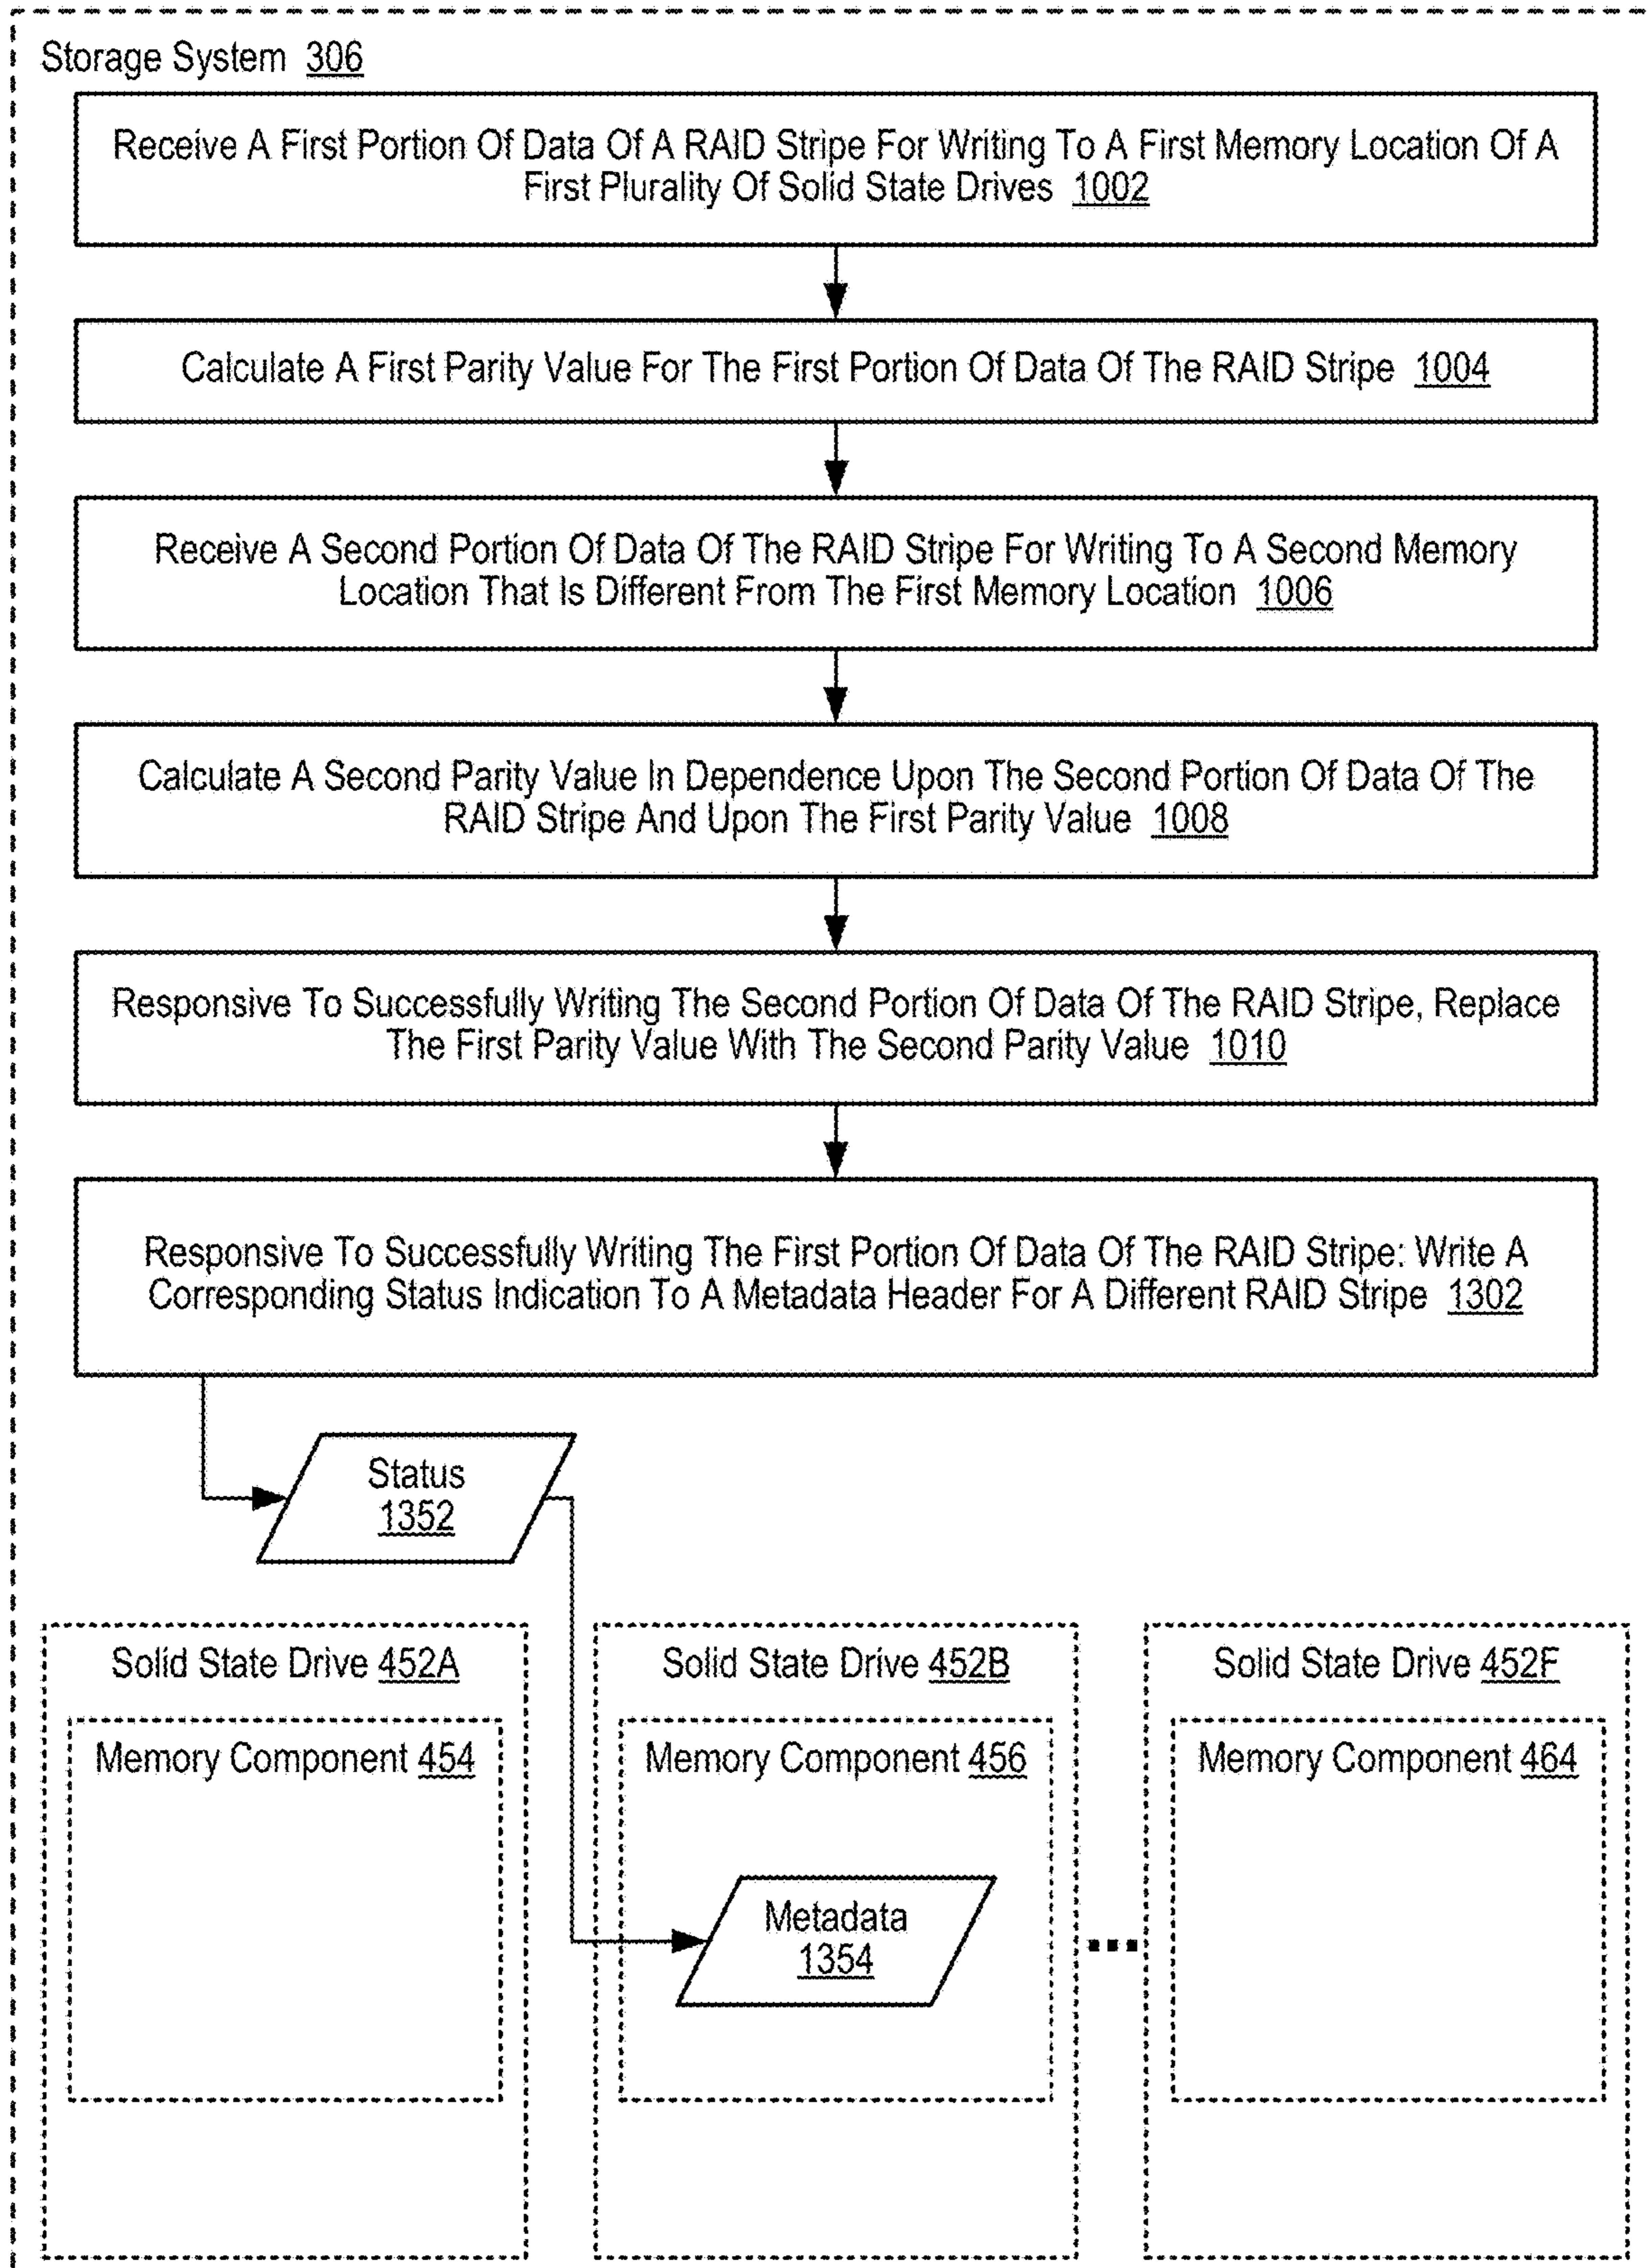 Storage System 306
Receive A First Portion Of Data Of A RAID Stripe For Writing To A First Memory Location Of A
First Plurality Of Solid State Drives 1002
Calculate A First Parity Value For The First Portion Of Data Of The RAID Stripe 1004
Receive A Second Portion Of Data Of The RAID Stripe For Writing To A Second Memory
Location That Is Different From The First Memory Location 1006
Calculate A Second Parity Value In Dependence Upon The Second Portion Of Data Of The
RAID Stripe And Upon The First Parity Value 1008
Responsive To Successfully Writing The Second Portion Of Data Of The RAID Stripe, Replace
The First Parity Value With The Second Parity Value 1010
Responsive To Successfully Writing The First Portion Of Data Of The RAID Stripe: Write A
Corresponding Status Indication To A Metadata Header For A Different RAID Stripe 1302
Status
1352
Solid State Drive 452A
Memory Component 454
Solid State Drive 452B
Memory Component 456
Metadata
1354
Solid State Drive 452F
Memory Component 464